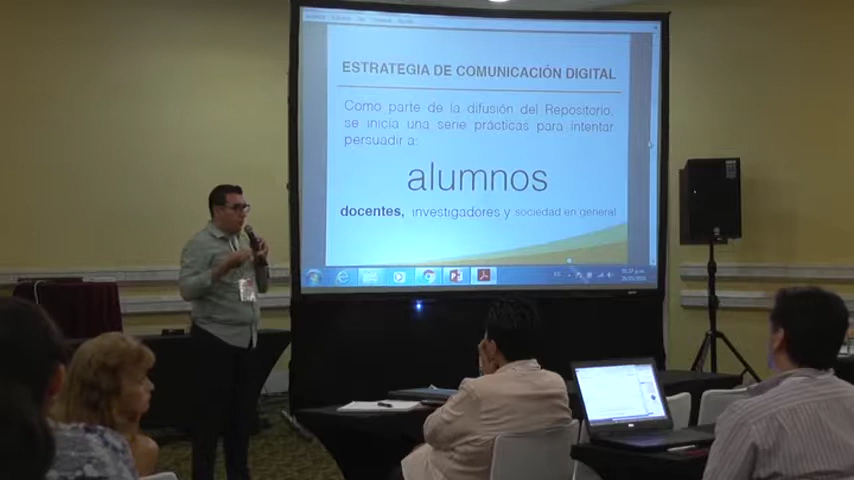 ESTRATEGIA DE COMUNICACIÓN DIGITAL
Como parte de la difusión del Repositorio,
se inicia una serie prácticas para intentar
persuadir a:
alumnos
docentes, investigadores y sociedad en general